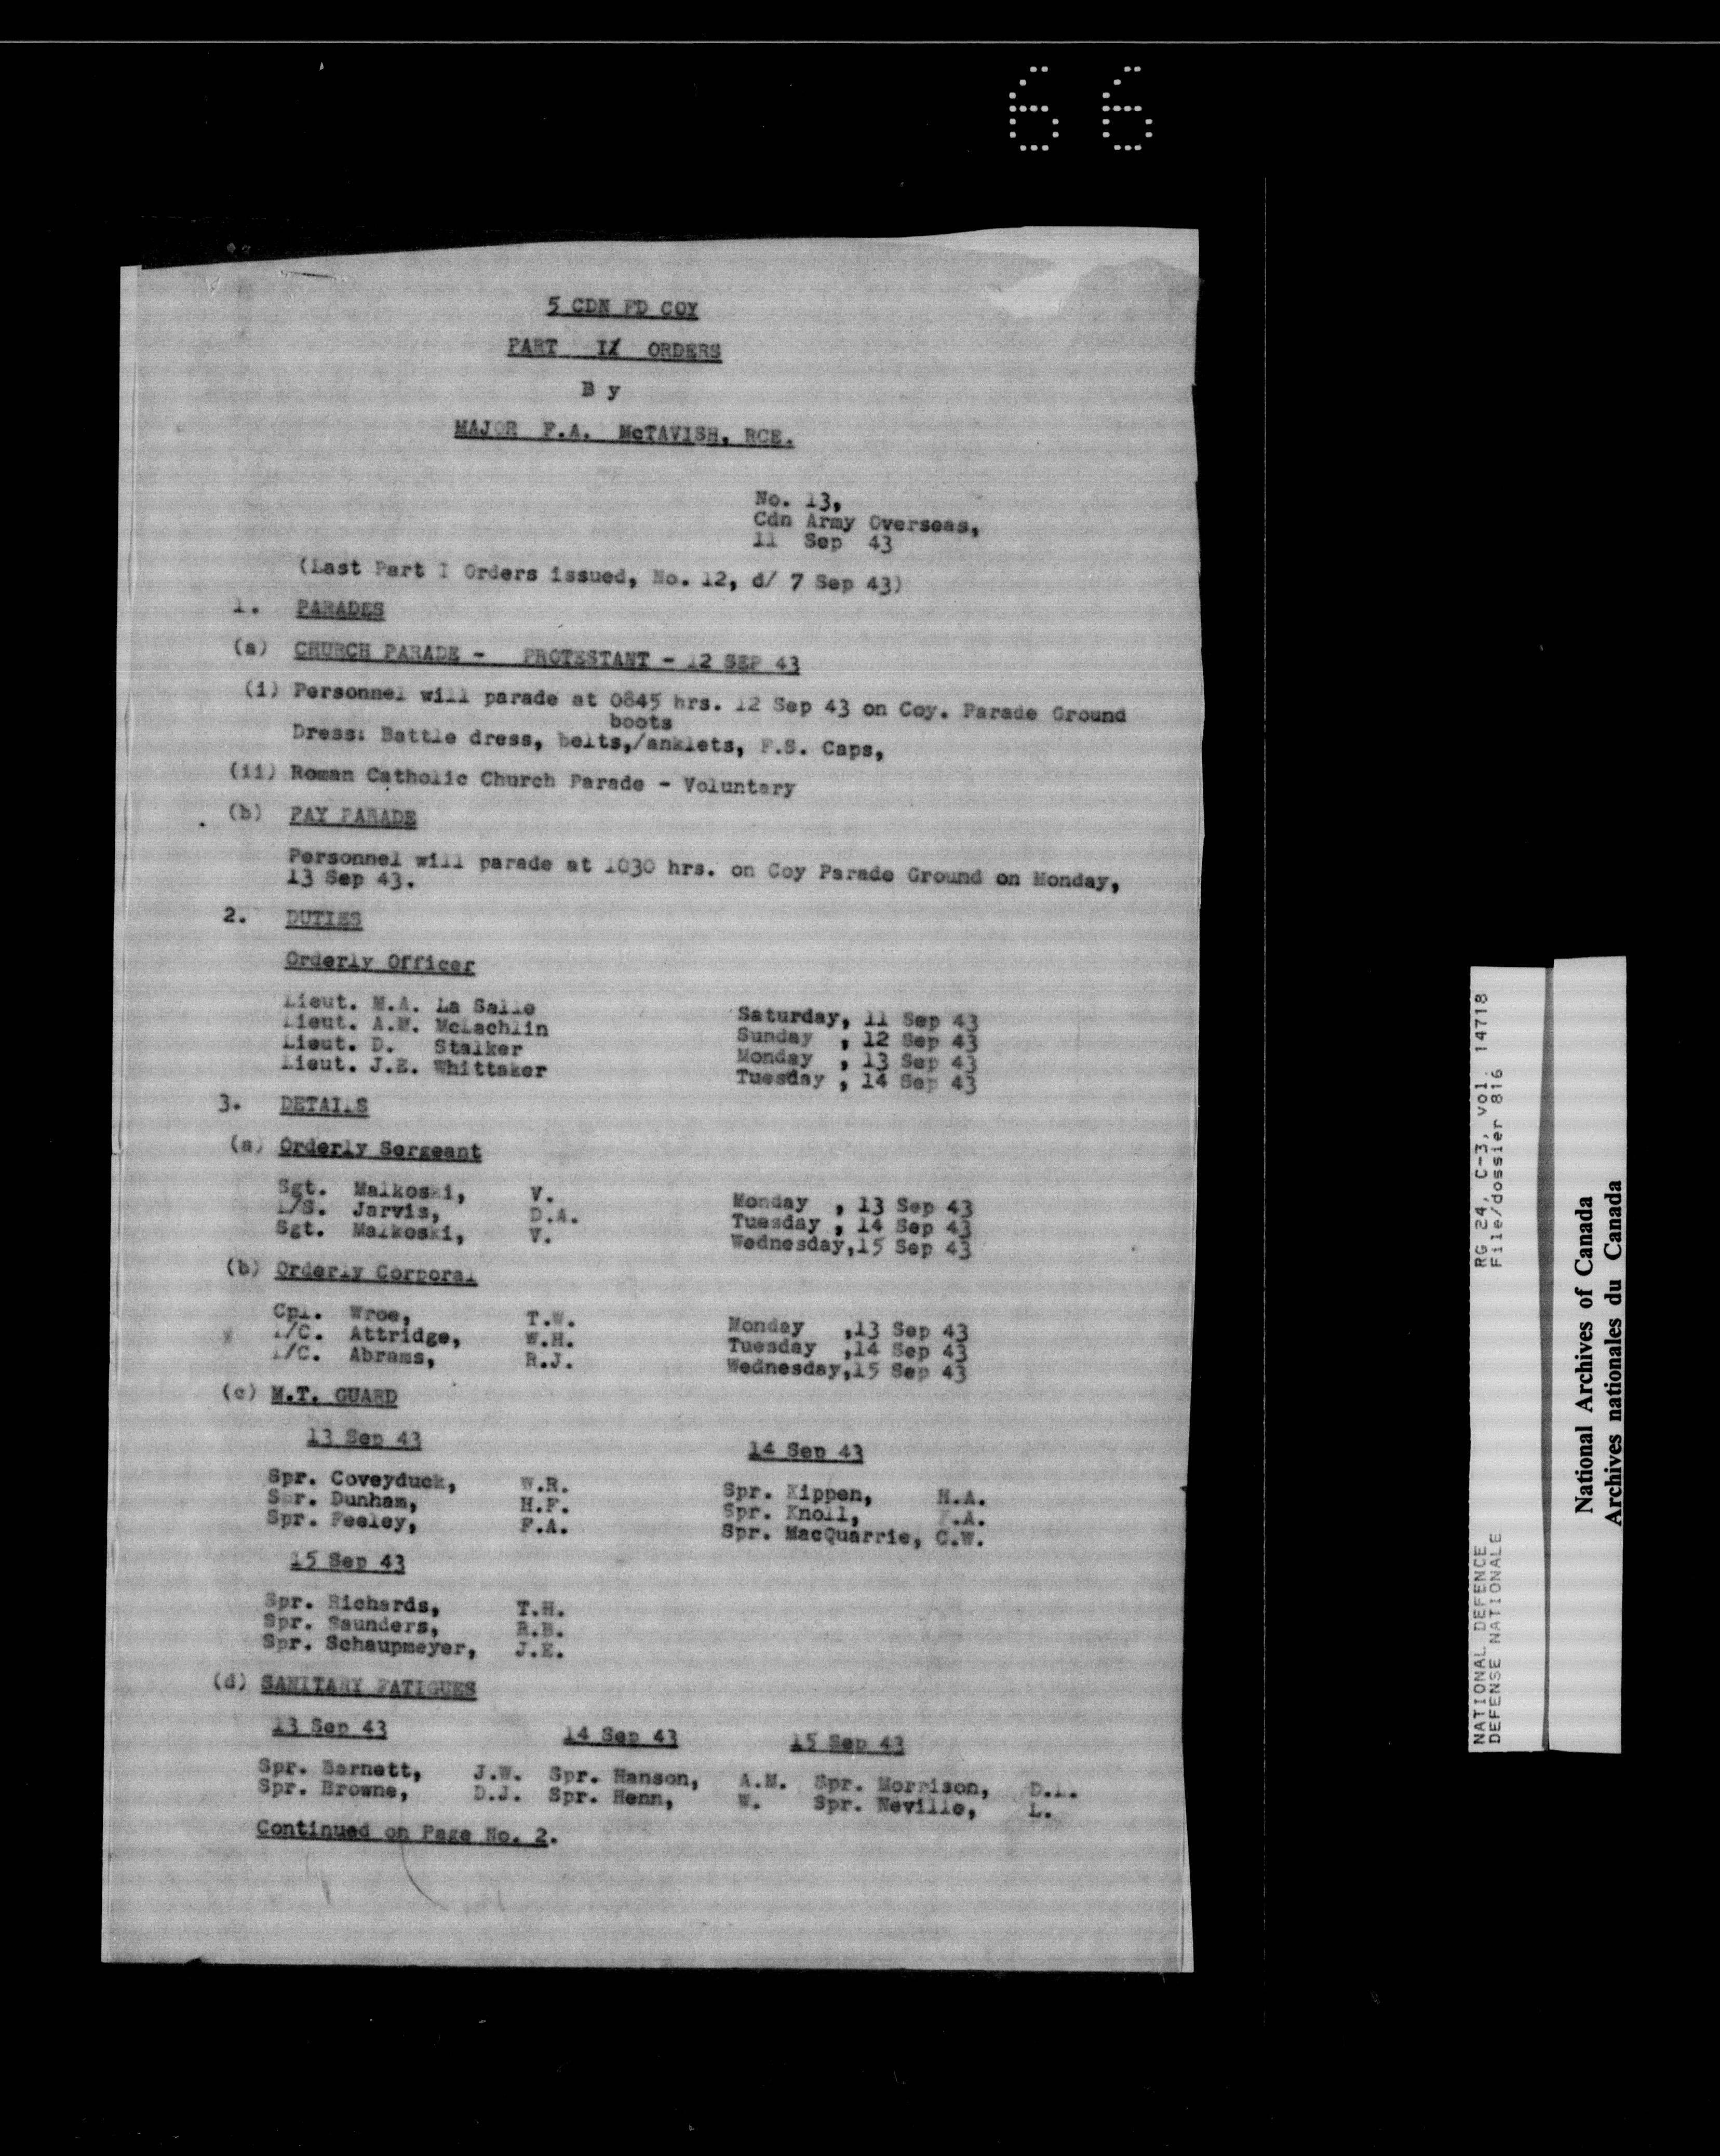 66
5 CDN FD COY
PART I/ ORDERS
B y
MAJOR F.A. McTAVISH, RCE.
No. 13,
Cdn Army Overseas,
11 Sep 43
(Last Part I Orders issued, No. 12, d/ 7 Sep 43)
1. PARADES
(a) CHURCH PARADE - PROTESTANT - 12 SEP 43
(i) Personnel will parade at 0845 hrs. 12 Sep 43 on Coy. Parade Ground
boots
Dress: Battle dress, belts,/anklets, F.S. Caps,
(ii) Roman Catholic Church Parade - Voluntary
(b) PAY PARADE
Personnel will parade at 1030 hrs. on Coy Parade Ground on Monday,
13 Sep 43.
2. DUTIES
Orderly Officer
Lieut. M.A. La Salle Saturday, 11 Sep 43
Lieut. A.M. McLachlin Sunday , 12 Sep 43
Lieut. D. Stalker Monday , 13 Sep 43
Lieut. J.E. Whittaker Tuesday , 14 Sep 43
3. DETAILS
(a) Orderly Sergeant
Sgt. Malkoski, V. Monday , 13 Sep 43
L/S. Jarvis, D.A. Tuesday , 14 Sep 43
Sgt. Malkoski, V. Wednesday,15 Sep 43
(b) Orderly Corporal
Cpl. Wroe, T.W. Monday ,13 Sep 43
L/C. Attridge, W.H. Tuesday ,14 Sep 43
L/C. Abrams, R.J. Wednesday,15 Sep 43
(c) M.T. GUARD
13 Sep 43 14 Sep 43
Spr. Coveyduck, W.R. Spr. Kippen, H.A.
Spr. Dunham, H.F. Spr. Knoll, F.A.
Spr. Feeley, F.A. Spr. MacQuarrie, C.W.
15 Sep 43
Spr. Richards, T.H.
Spr. Saunders, R.B.
Spr. Schaupmeyer, J.E.
(d) SANITARY FATIGUES
13 Sep 43 14 Sep 43 15 Sep 43
Spr. Barnett, J.W. Spr. Hanson, A.M. Spr. Morrison, D.L.
Spr. Browne, D.J. Spr. Henn, W. Spr. Neville, L.
Continued on Page No. 2.
NATIONAL DEFENCE RG 24, C-3, vol. 14718
DEFENSE NATIONALE File/dossier 816
National Archives of Canada
Archives nationales du Canada